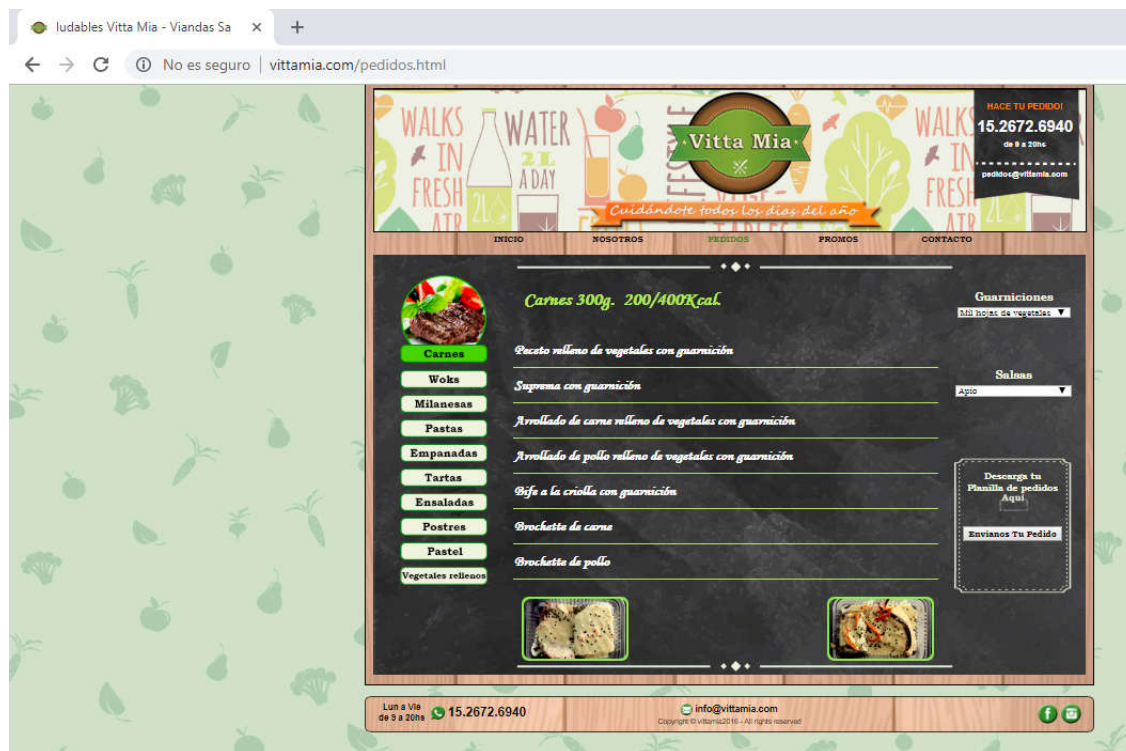 ludables Vitta Mia - Viandas Sa
No es seguro | vittamia.com/pedidos.html
WALKS IN FRESH AIR
WATER 2L A DAY
2L
Vitta Mia
Cuidándote todos los días del año
WALKS IN FRESH AIR
HACE TU PEDIDO!
15.2672.6940
de 9 a 20hs
pedidos@vittamia.com
INICIO NOSOTROS PEDIDOS PROMOS CONTACTO
Carnes
Woks
Milanesas
Pastas
Empanadas
Tartas
Ensaladas
Postres
Pastel
Vegetales rellenos
Carnes 300g. 200/400Kcal.
Peceto relleno de vegetales con guarnición
Suprema con guarnición
Arrollado de carne relleno de vegetales con guarnición
Arrollado de pollo relleno de vegetales con guarnición
Bife a la criolla con guarnición
Brochette de carne
Brochette de pollo
Guarniciones
Mil hojas de vegetales
Salsas
Apio
Descarga tu
Planilla de pedidos
Aquí
Envianos Tu Pedido
Lun a Vie
de 9 a 20hs
15.2672.6940
info@vittamia.com
Copyright © vittamia2016 - All rights reserved